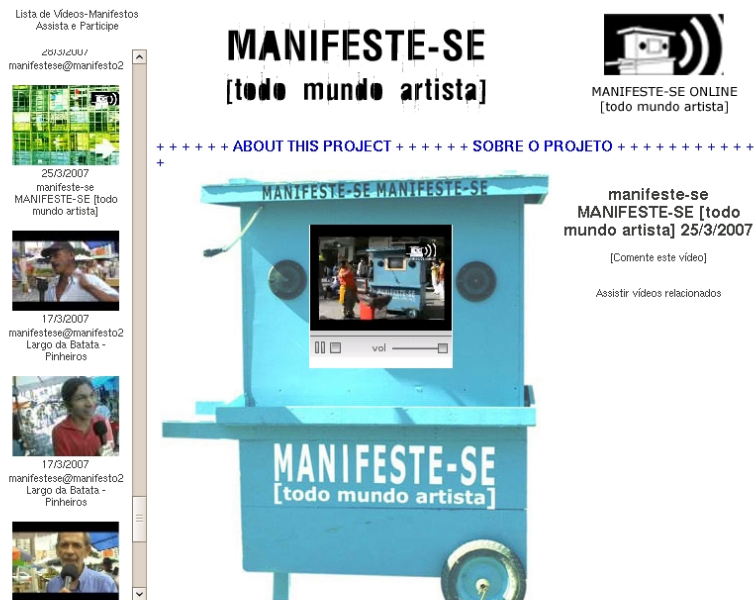 Lista de Vídeos-Manifestos
Assista e Participe
28/3/2007
manifestese@manifesto2
25/3/2007
manifeste-se
MANIFESTE-SE [todo
mundo artista]
17/3/2007
manifestese@manifesto2
Largo da Batata -
Pinheiros
17/3/2007
manifestese@manifesto2
Largo da Batata -
Pinheiros
MANIFESTE-SE
[todo mundo artista]
MANIFESTE-SE ONLINE
[todo mundo artista]
+ + + + + + ABOUT THIS PROJECT + + + + + + SOBRE O PROJETO + + + + + + + + + + +
+
MANIFESTE-SE MANIFESTE-SE
vol
MANIFESTE-SE
[todo mundo artista]
manifeste-se
MANIFESTE-SE [todo
mundo artista] 25/3/2007
[Comente este vídeo]
Assistir vídeos relacionados